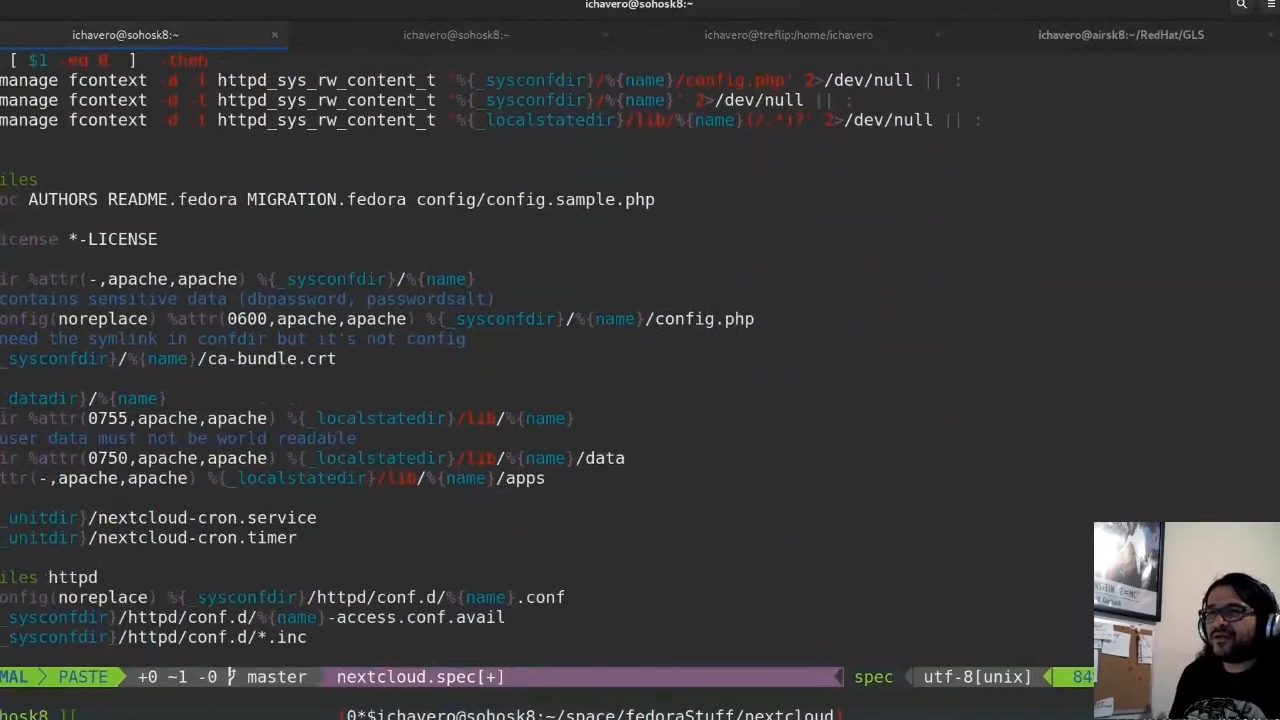 ichavero@sohosk8:~
ichavero@sohosk8:~ × ichavero@sohosk8:~ × ichavero@treflip:/home/ichavero × ichavero@airsk8:~/RedHat/GLS ×
[ $1 -eq 0 ] -then
manage fcontext -d -t httpd_sys_rw_content_t '%{_sysconfdir}/%{name}/config.php' 2>/dev/null || :
manage fcontext -d -t httpd_sys_rw_content_t '%{_sysconfdir}/%{name}' 2>/dev/null || :
manage fcontext -d -t httpd_sys_rw_content_t '%{_localstatedir}/lib/%{name}(/.*)?' 2>/dev/null || :
iles
oc AUTHORS README.fedora MIGRATION.fedora config/config.sample.php
icense *-LICENSE
ir %attr(-,apache,apache) %{_sysconfdir}/%{name}
contains sensitive data (dbpassword, passwordsalt)
onfig(noreplace) %attr(0600,apache,apache) %{_sysconfdir}/%{name}/config.php
need the symlink in confdir but it's not config
_sysconfdir}/%{name}/ca-bundle.crt
_datadir}/%{name}
ir %attr(0755,apache,apache) %{_localstatedir}/lib/%{name}
user data must not be world readable
ir %attr(0750,apache,apache) %{_localstatedir}/lib/%{name}/data
ttr(-,apache,apache) %{_localstatedir}/lib/%{name}/apps
_unitdir}/nextcloud-cron.service
_unitdir}/nextcloud-cron.timer
iles httpd
onfig(noreplace) %{_sysconfdir}/httpd/conf.d/%{name}.conf
_sysconfdir}/httpd/conf.d/%{name}-access.conf.avail
_sysconfdir}/httpd/conf.d/*.inc
MAL PASTE +0 ~1 -0 master nextcloud.spec[+] spec utf-8[unix] 84%
hosk8 ][ (0*$ichavero@sohosk8:~/space/fedoraStuff/nextcloud)